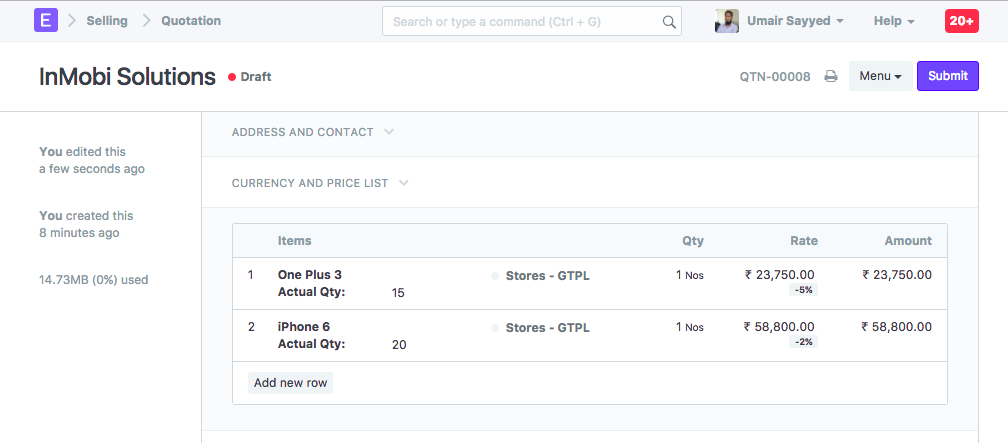 E Selling Quotation Search or type a command (Ctrl + G) Umair Sayyed Help 20+
InMobi Solutions Draft QTN-00008 Menu Submit
ADDRESS AND CONTACT
You edited this
a few seconds ago
CURRENCY AND PRICE LIST
You created this
8 minutes ago
14.73MB (0%) used
Items Qty Rate Amount
1 One Plus 3 Stores - GTPL 1 Nos ₹ 23,750.00 ₹ 23,750.00
Actual Qty: 15 -5%
2 iPhone 6 Stores - GTPL 1 Nos ₹ 58,800.00 ₹ 58,800.00
Actual Qty: 20 -2%
Add new row